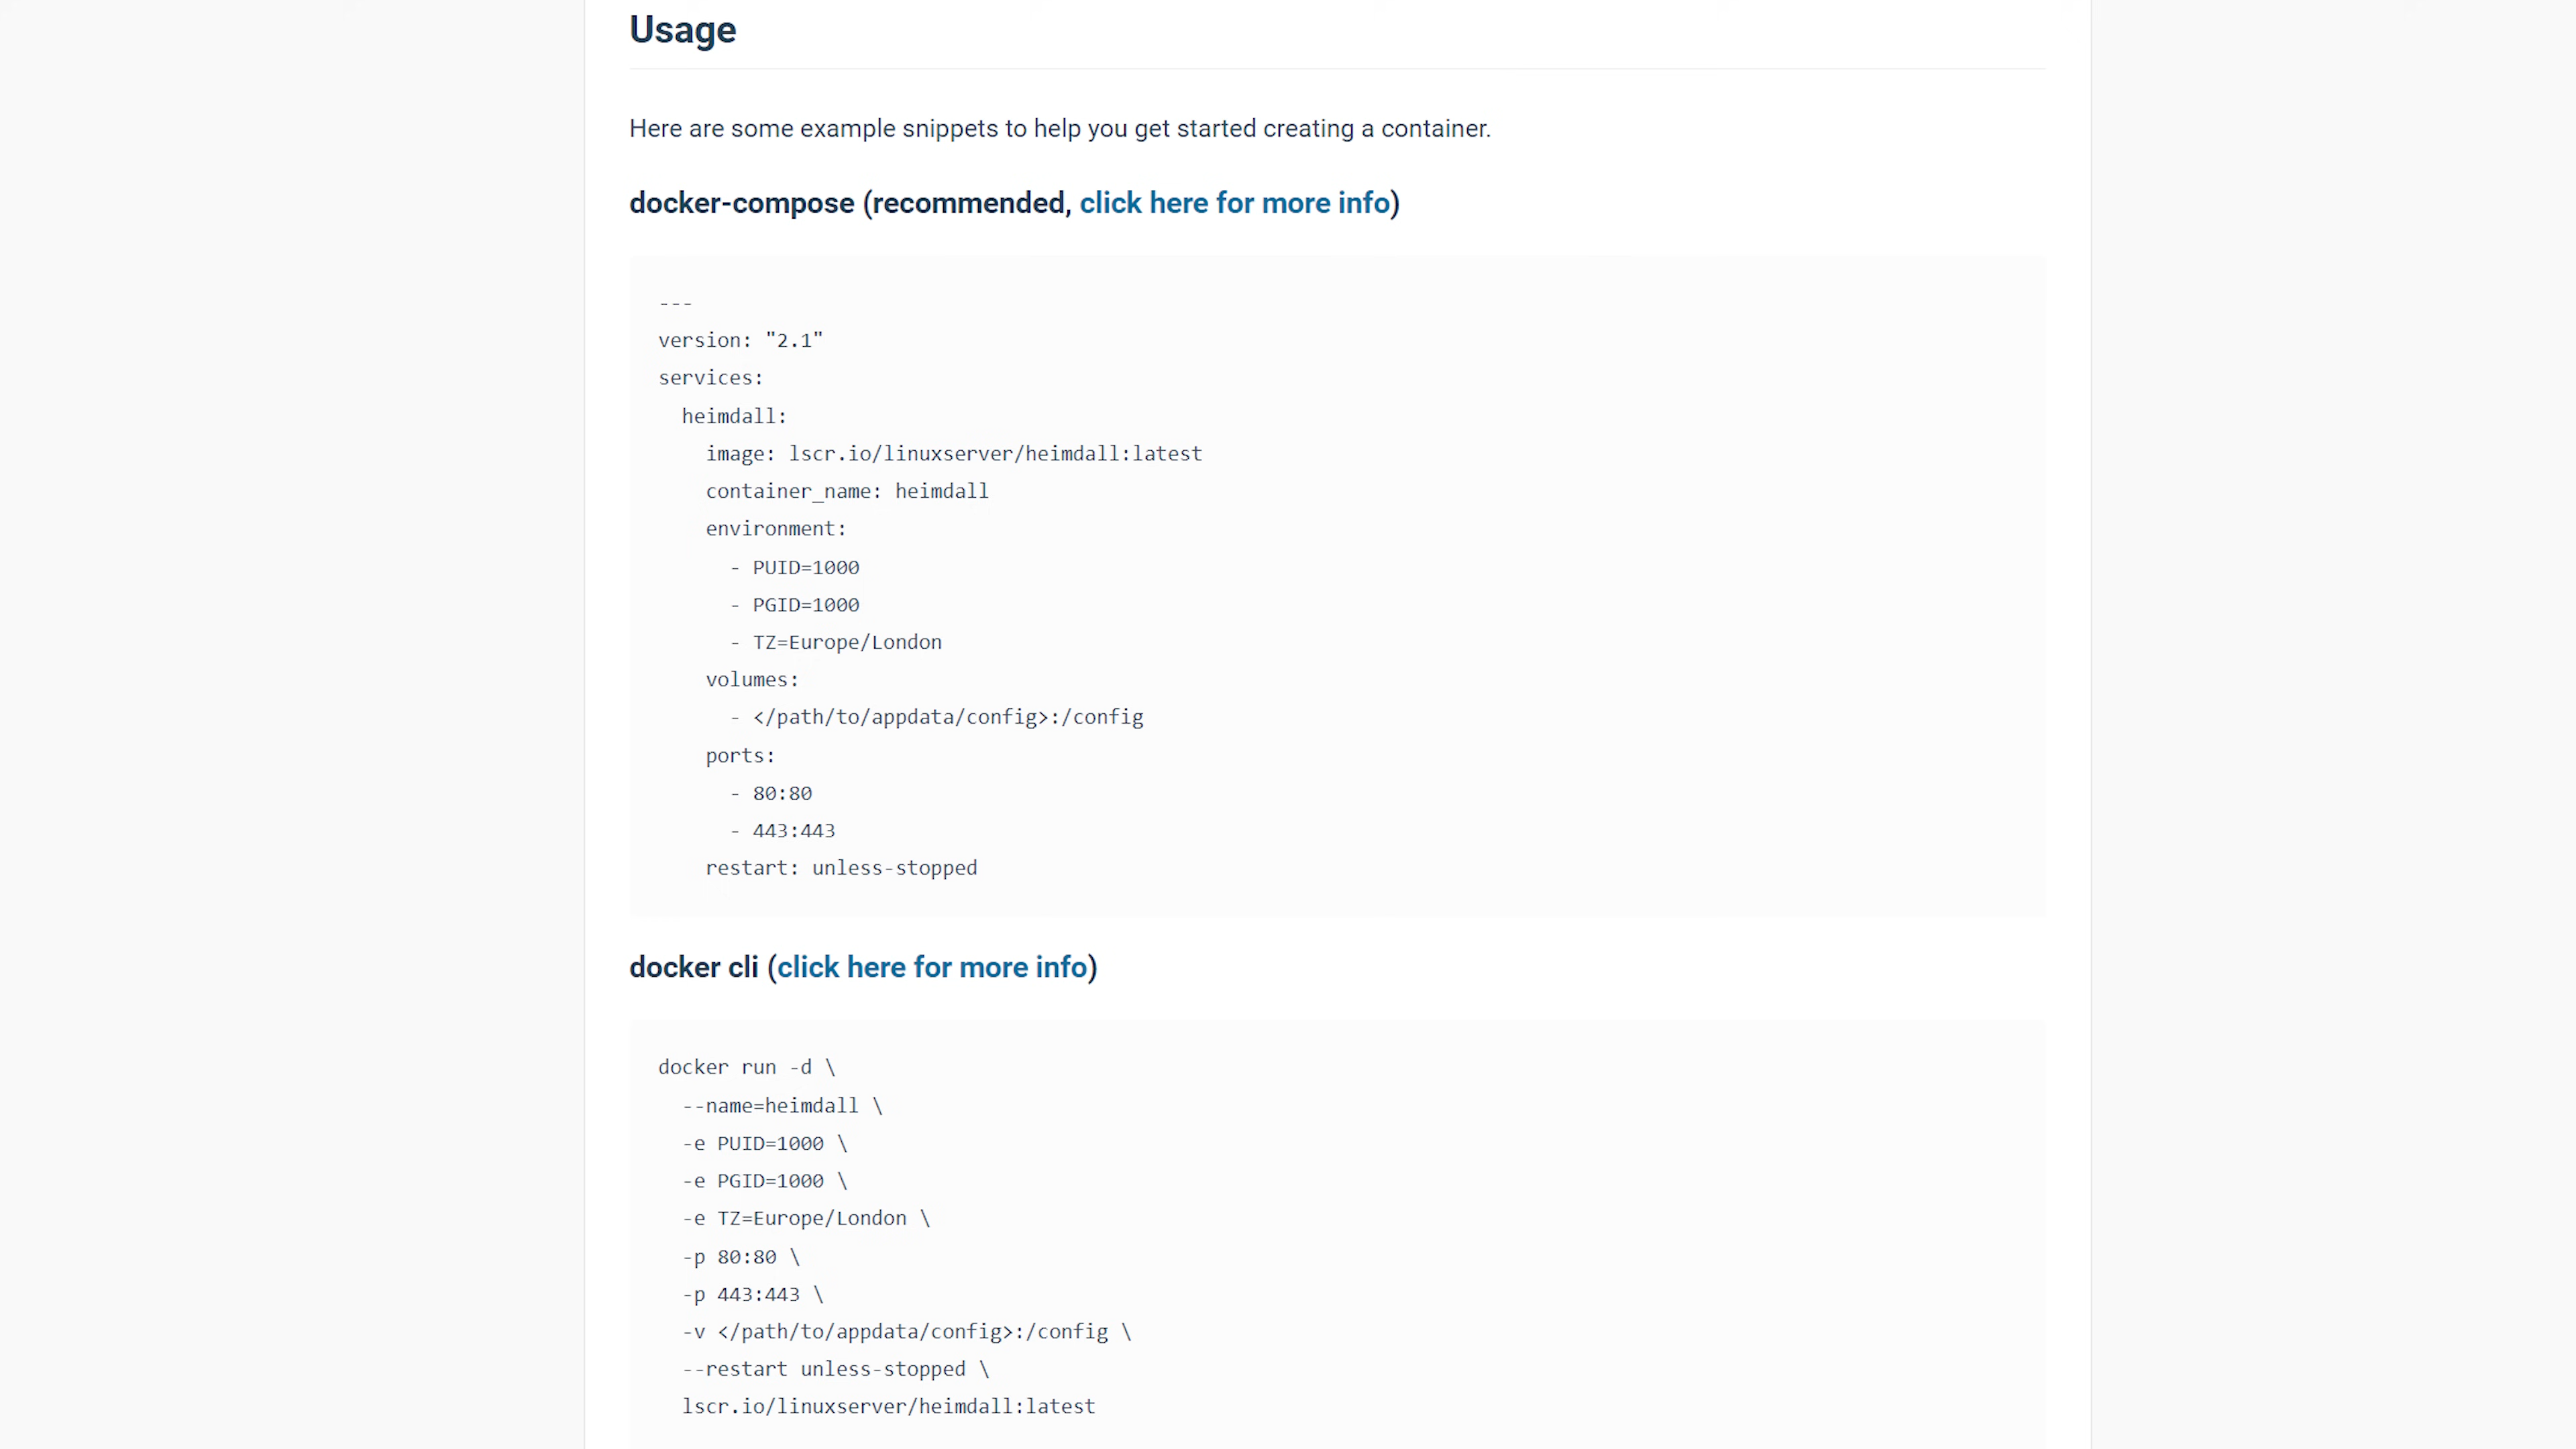 Usage
Here are some example snippets to help you get started creating a container.
docker-compose (recommended, click here for more info)
---
version: "2.1"
services:
  heimdall:
    image: lscr.io/linuxserver/heimdall:latest
    container_name: heimdall
    environment:
      - PUID=1000
      - PGID=1000
      - TZ=Europe/London
    volumes:
      - </path/to/appdata/config>:/config
    ports:
      - 80:80
      - 443:443
    restart: unless-stopped
docker cli (click here for more info)
docker run -d \
  --name=heimdall \
  -e PUID=1000 \
  -e PGID=1000 \
  -e TZ=Europe/London \
  -p 80:80 \
  -p 443:443 \
  -v </path/to/appdata/config>:/config \
  --restart unless-stopped \
  lscr.io/linuxserver/heimdall:latest